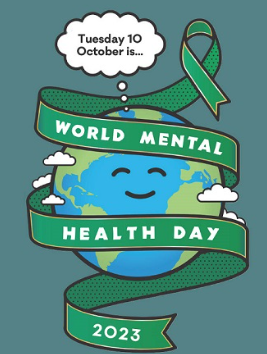 Tuesday 10
October is...
WORLD MENTAL
HEALTH DAY
2023